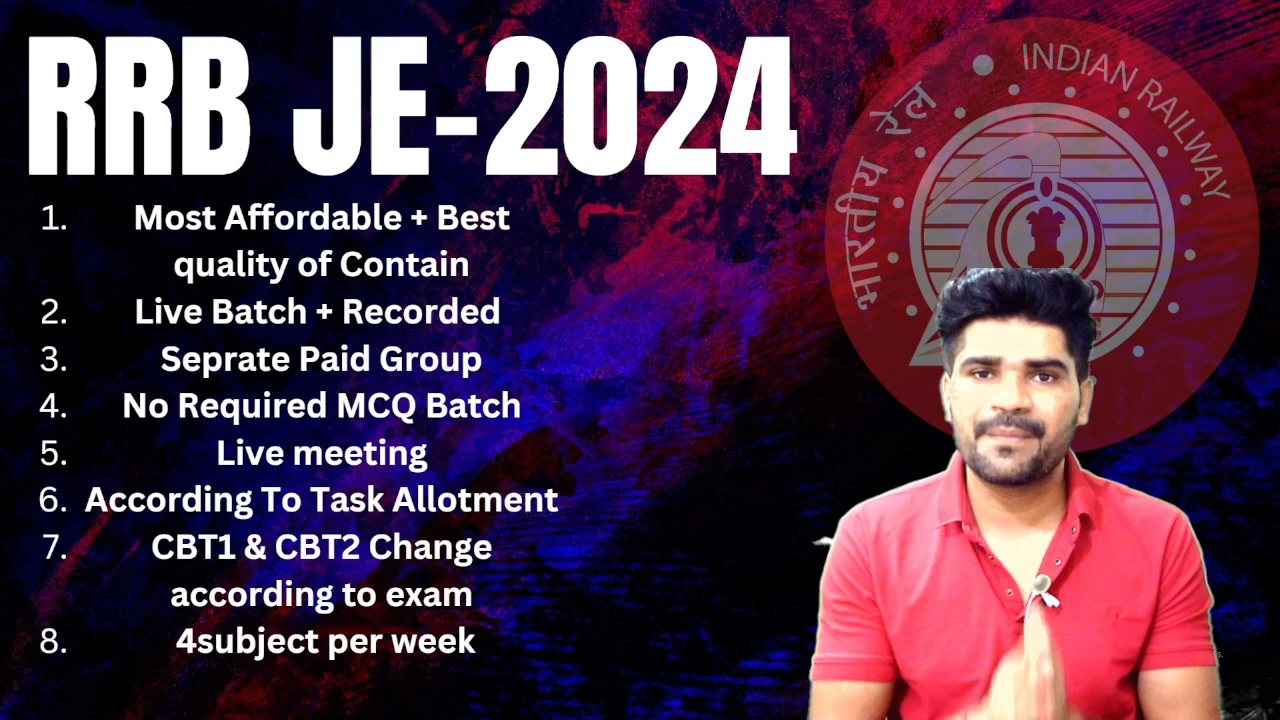 RRB JE-2024
1. Most Affordable + Best
quality of Contain
2. Live Batch + Recorded
3. Seprate Paid Group
4. No Required MCQ Batch
5. Live meeting
6. According To Task Allotment
7. CBT1 & CBT2 Change
according to exam
8. 4subject per week
भारतीय रेल
INDIAN RAILWAY